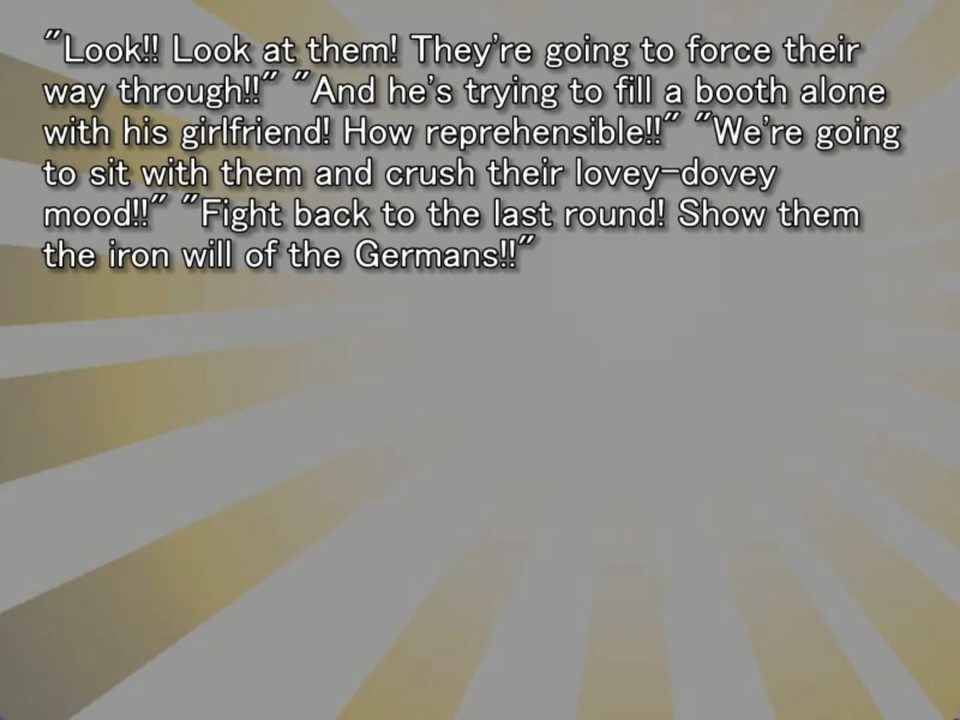 "Look!! Look at them! They're going to force their
way through!!" "And he's trying to fill a booth alone
with his girlfriend! How reprehensible!!" "We're going
to sit with them and crush their lovey-dovey
mood!!" "Fight back to the last round! Show them
the iron will of the Germans!!"